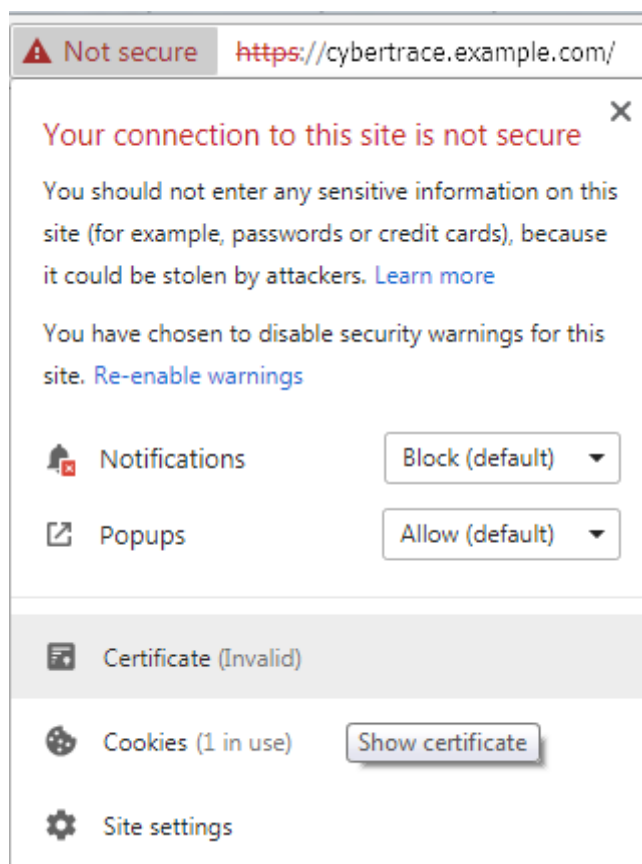 Not secure https://cybertrace.example.com/
Your connection to this site is not secure
You should not enter any sensitive information on this
site (for example, passwords or credit cards), because
it could be stolen by attackers. Learn more
You have chosen to disable security warnings for this
site. Re-enable warnings
Notifications Block (default)
Popups Allow (default)
Certificate (Invalid)
Cookies (1 in use) Show certificate
Site settings